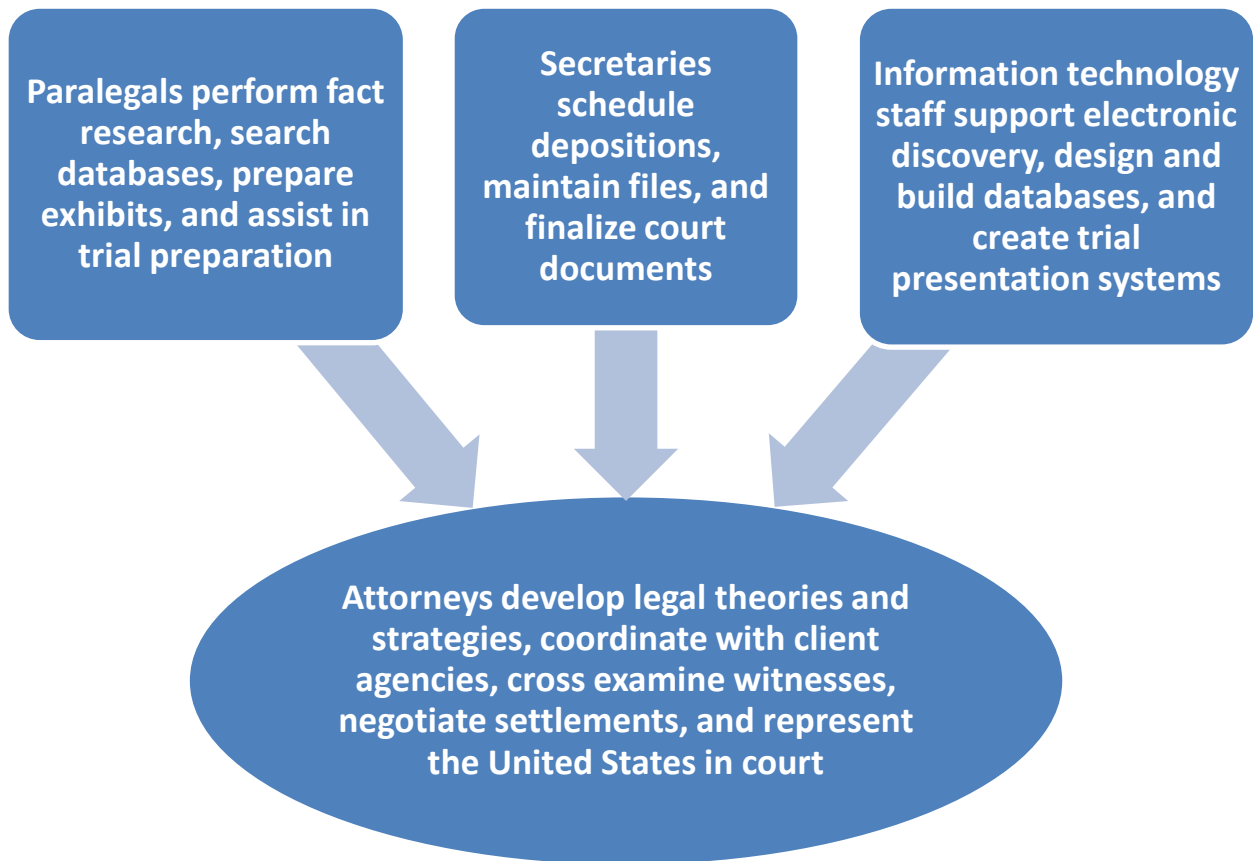 Paralegals perform fact
research, search
databases, prepare
exhibits, and assist in
trial preparation
Secretaries
schedule
depositions,
maintain files, and
finalize court
documents
Information technology
staff support electronic
discovery, design and
build databases, and
create trial
presentation systems
Attorneys develop legal theories and
strategies, coordinate with client
agencies, cross examine witnesses,
negotiate settlements, and represent
the United States in court